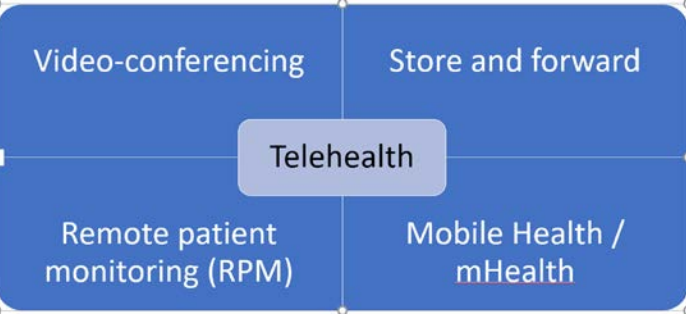 Video-conferencing
Store and forward
Telehealth
Remote patient
monitoring (RPM)
Mobile Health /
mHealth